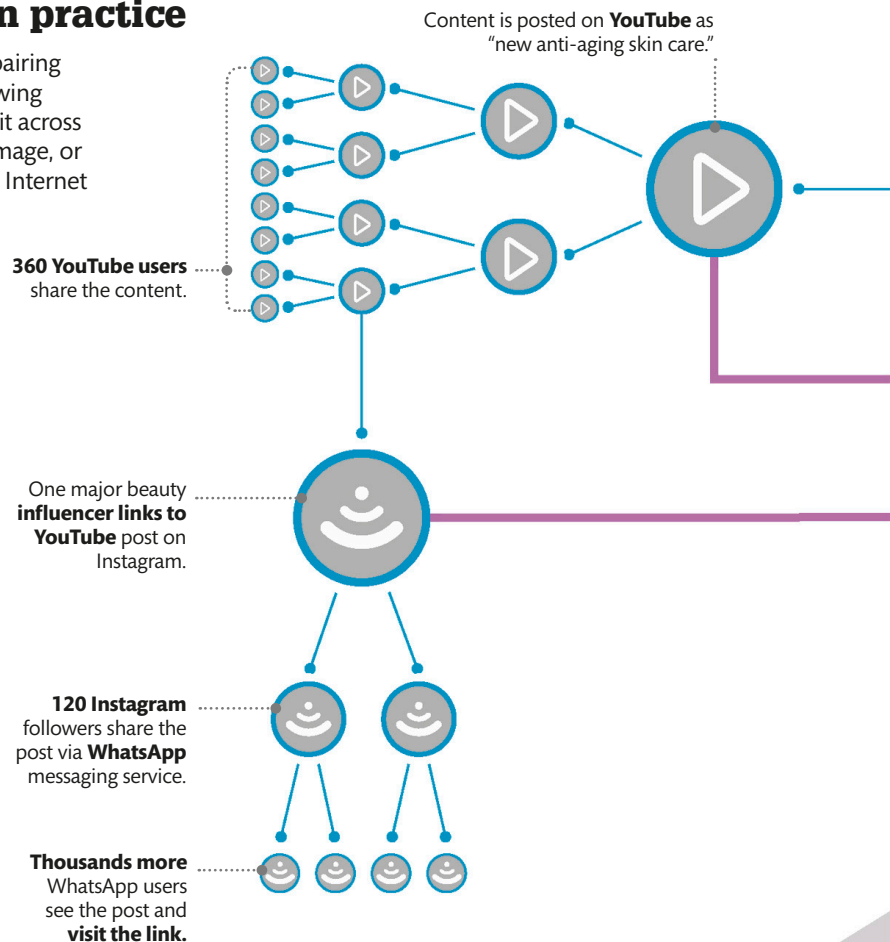 n practice
pairing
wing
it across
mage, or
Internet
Content is posted on YouTube as
“new anti-aging skin care.”
360 YouTube users
share the content.
One major beauty
influencer links to
YouTube post on
Instagram.
120 Instagram
followers share the
post via WhatsApp
messaging service.
Thousands more
WhatsApp users
see the post and
visit the link.